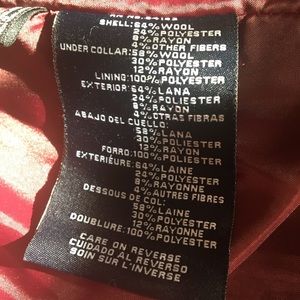 SHELL:64% WOOL
24% POLYESTER
8% RAYON
4% OTHER FIBERS
UNDER COLLAR:58% WOOL
30% POLYESTER
12% RAYON
LINING:100% POLYESTER
EXTERIOR:64% LANA
24% POLIESTER
8% RAYON
4% OTRAS FIBRAS
ABAJO DEL CUELLO:
58% LANA
30% POLIESTER
12% RAYON
FORRO:100% POLIESTER
EXTÉRIEURE:64% LAINE
24% POLYESTER
8% RAYONNE
4% AUTRES FIBRES
DESSOUS DE COL:
58% LAINE
30% POLYESTER
12% RAYONNE
DOUBLURE:100% POLYESTER
CARE ON REVERSE
CUIDADO AL REVERSO
SOIN SUR L'INVERSE